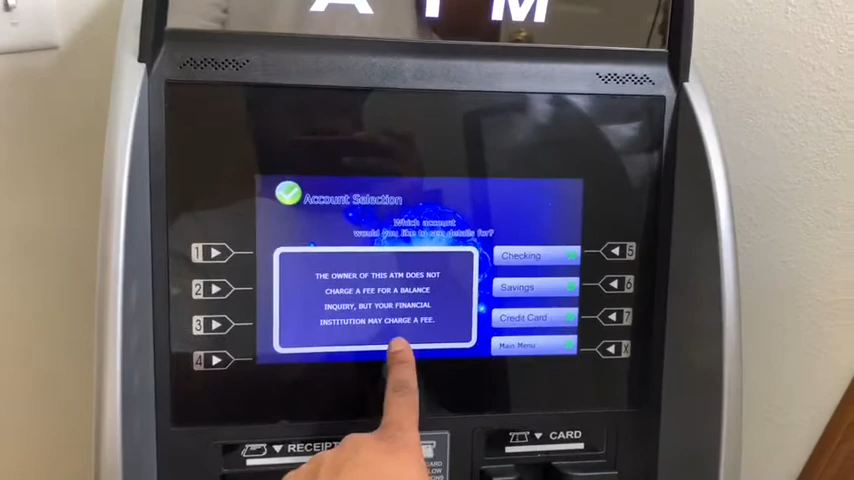 ATM
Account Selection
Which account
would you like to see details for?
1
2
3
4
THE OWNER OF THIS ATM DOES NOT
CHARGE A FEE FOR A BALANCE
INQUIRY, BUT YOUR FINANCIAL
INSTITUTION MAY CHARGE A FEE.
Checking
Savings
Credit Card
Main Menu
5
6
7
X
RECEIPT
CARD
CARD